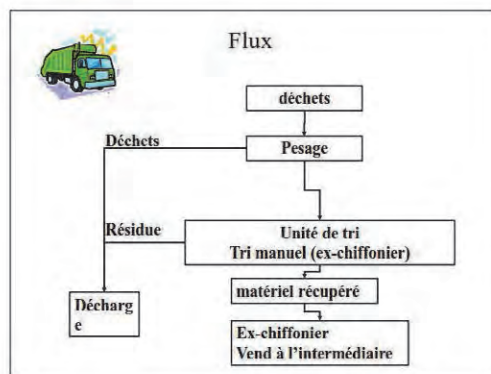 Flux
déchets
Déchets
Pesage
Résidue
Unité de tri
Tri manuel (ex-chiffonier)
Décharg
e
matériel récupéré
Ex-chiffonier
Vend à l'intermédiaire